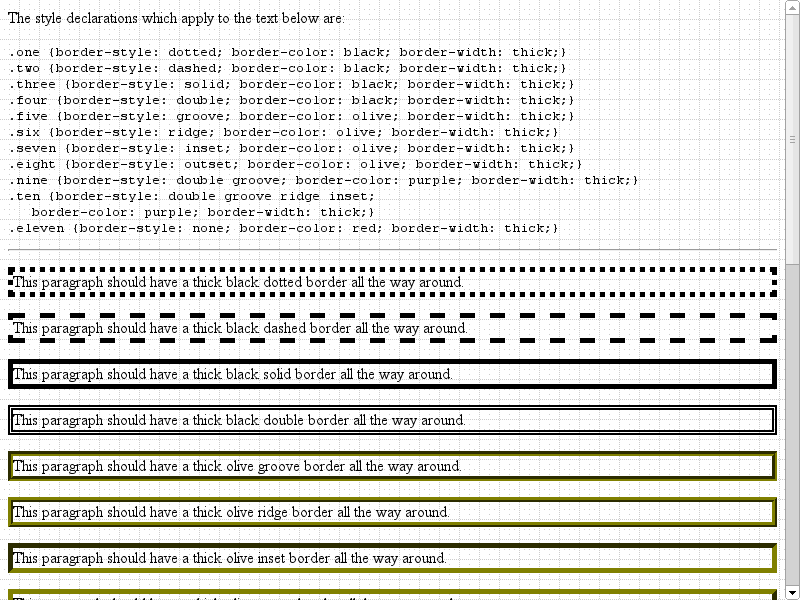 The style declarations which apply to the text below are:
.one {border-style: dotted; border-color: black; border-width: thick;}
.two {border-style: dashed; border-color: black; border-width: thick;}
.three {border-style: solid; border-color: black; border-width: thick;}
.four {border-style: double; border-color: black; border-width: thick;}
.five {border-style: groove; border-color: olive; border-width: thick;}
.six {border-style: ridge; border-color: olive; border-width: thick;}
.seven {border-style: inset; border-color: olive; border-width: thick;}
.eight {border-style: outset; border-color: olive; border-width: thick;}
.nine {border-style: double groove; border-color: purple; border-width: thick;}
.ten {border-style: double groove ridge inset;
border-color: purple; border-width: thick;}
.eleven {border-style: none; border-color: red; border-width: thick;}
This paragraph should have a thick black dotted border all the way around.
This paragraph should have a thick black dashed border all the way around.
This paragraph should have a thick black solid border all the way around.
This paragraph should have a thick black double border all the way around.
This paragraph should have a thick olive groove border all the way around.
This paragraph should have a thick olive ridge border all the way around.
This paragraph should have a thick olive inset border all the way around.